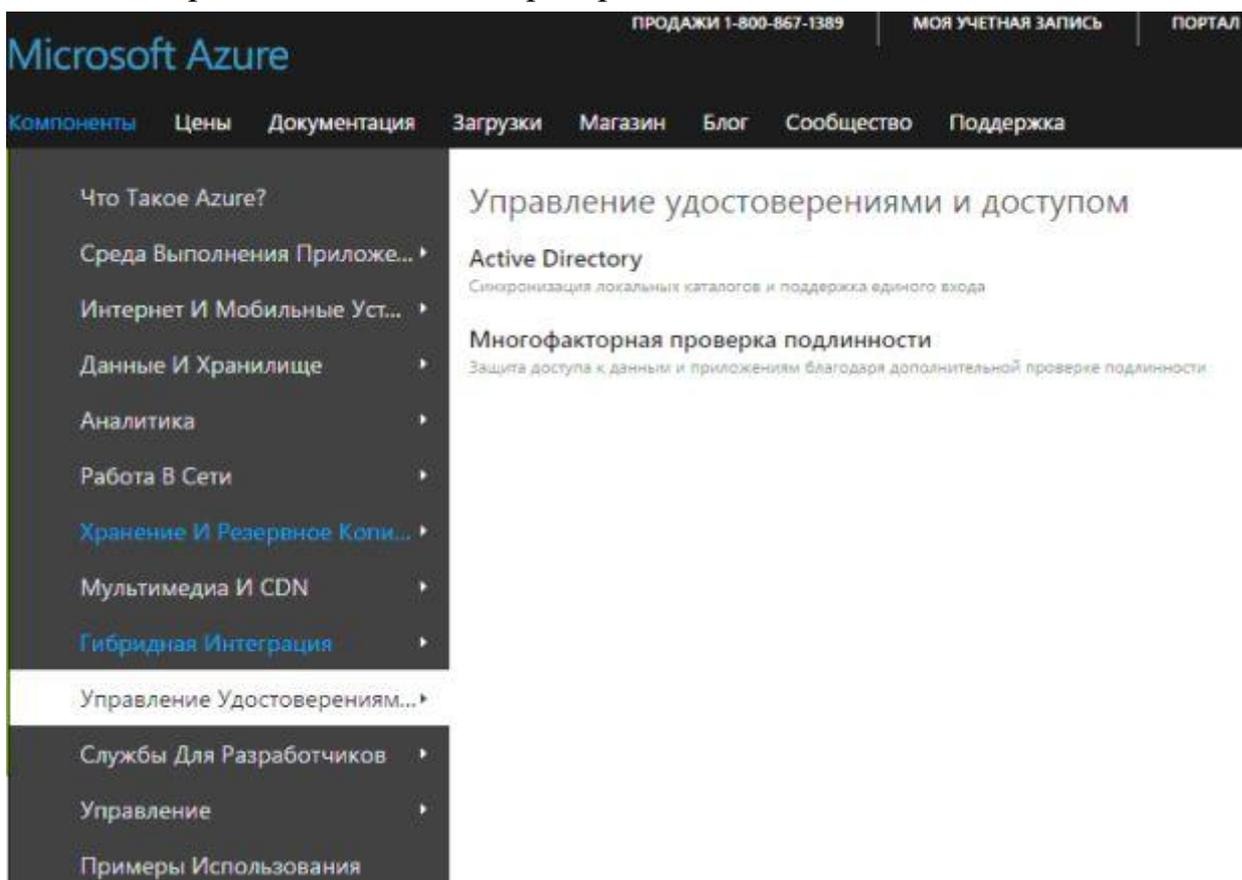 ПРОДАЖИ 1-800-867-1389 МОЯ УЧЕТНАЯ ЗАПИСЬ ПОРТАЛ
Microsoft Azure
Компоненты Цены Документация Загрузки Магазин Блог Сообщество Поддержка
Что Такое Azure?
Среда Выполнения Приложе...
Интернет И Мобильные Уст...
Данные И Хранилище
Аналитика
Работа В Сети
Хранение И Резервное Копи...
Мультимедиа И CDN
Гибридная Интеграция
Управление Удостоверениям...
Службы Для Разработчиков
Управление
Примеры Использования
Управление удостоверениями и доступом
Active Directory
Синхронизация локальных каталогов и поддержка единого входа
Многофакторная проверка подлинности
Защита доступа к данным и приложениям благодаря дополнительной проверке подлинности